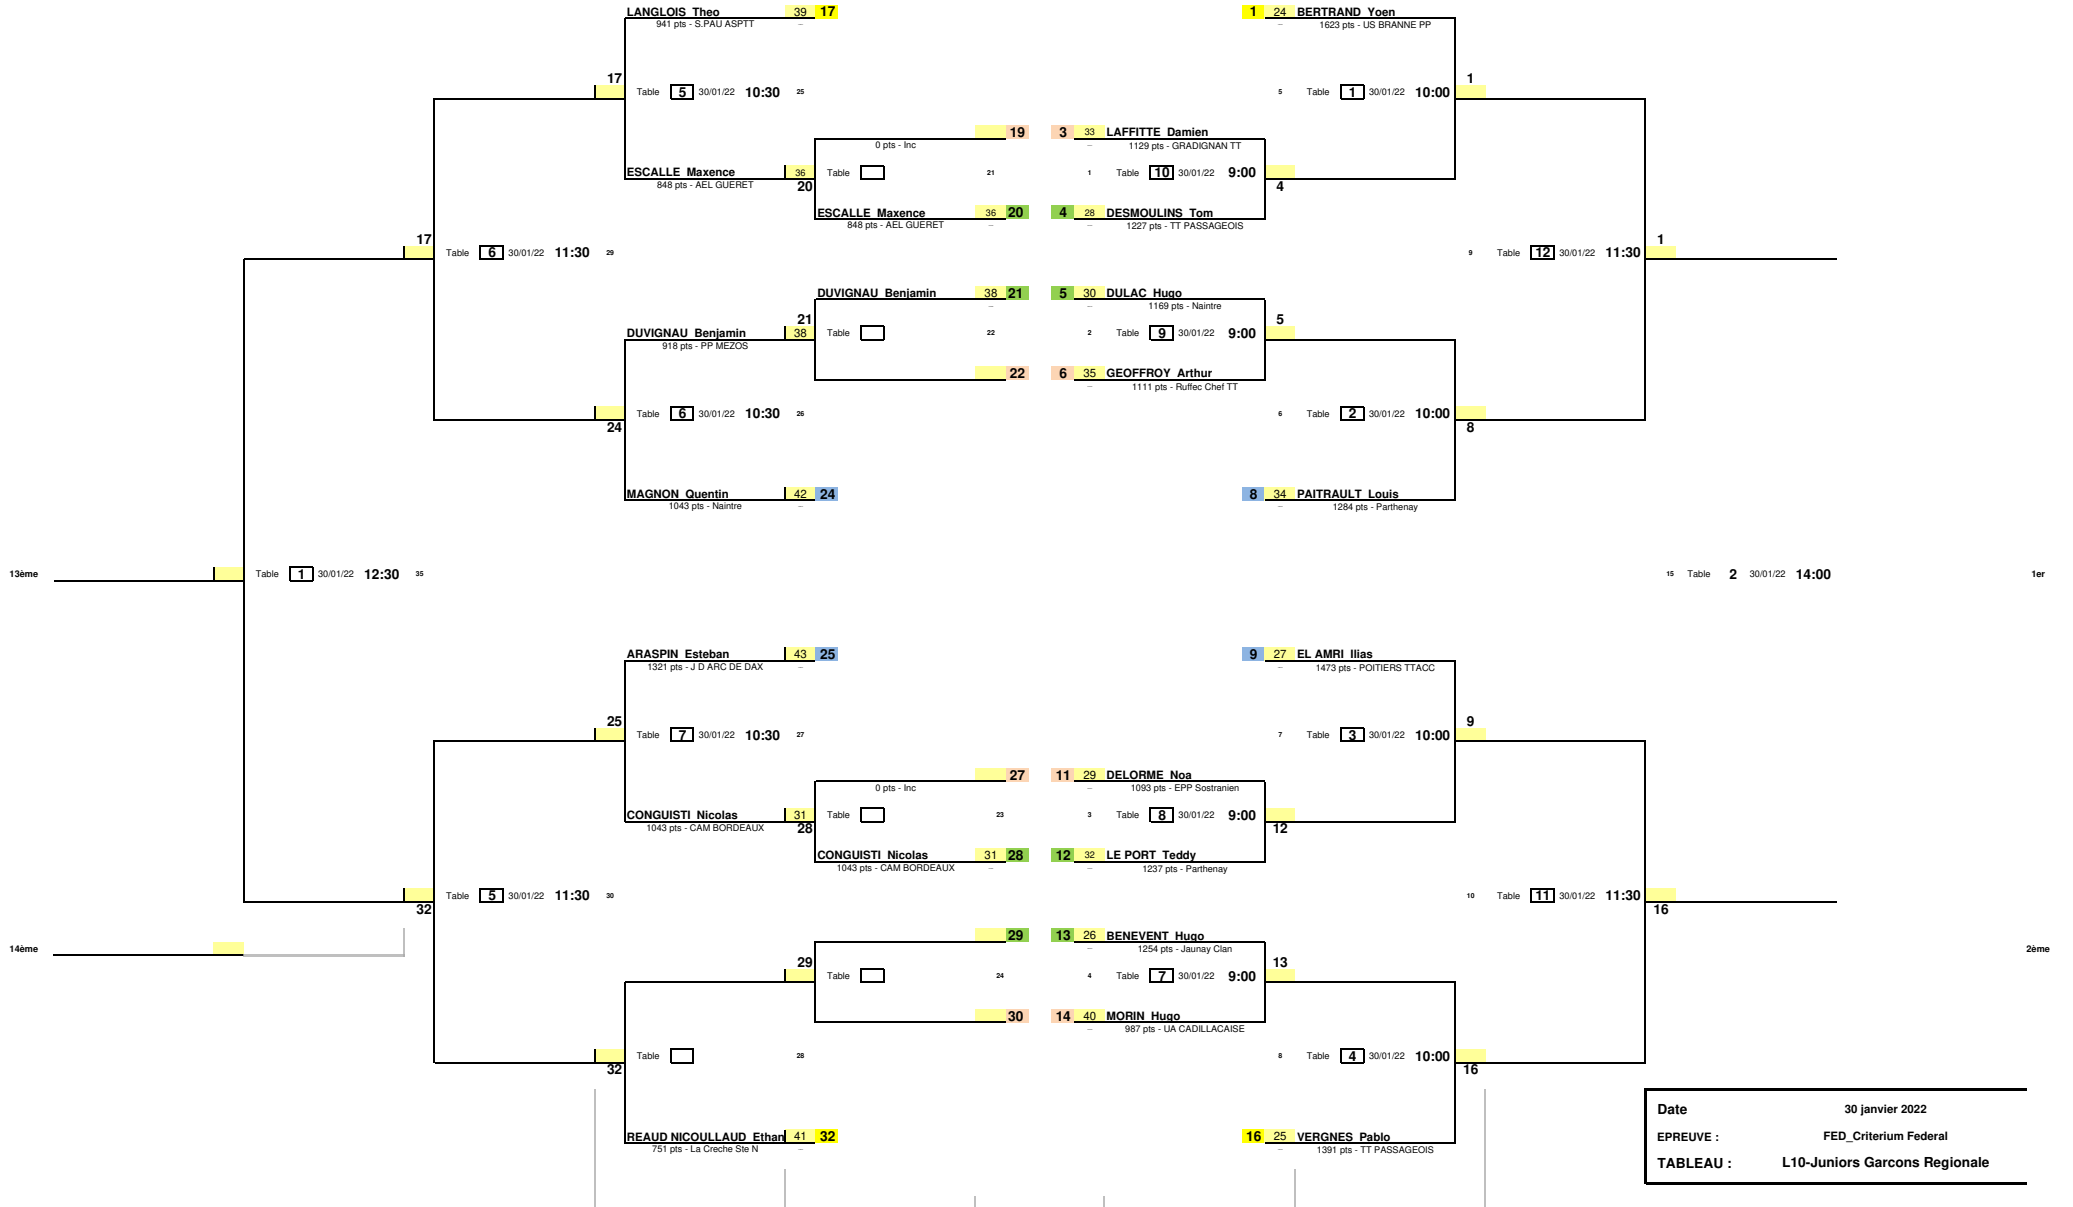 LANGLOIS Theo 39 17 1 24 BERTRAND Yoen
941 pts - S.PAU ASPTT – – 1623 pts - US BRANNE PP
17 1
Table 5 30/01/22 10:30 25 5 Table 1 30/01/22 10:00
19 3 33 LAFFITTE Damien
0 pts - Inc – 1129 pts - GRADIGNAN TT
ESCALLE Maxence 36 Table 21 1 Table 10 30/01/22 9:00
848 pts - AEL GUERET 20 4
ESCALLE Maxence 36 20 4 28 DESMOULINS Tom
848 pts - AEL GUERET – – 1227 pts - TT PASSAGEOIS
17 1
Table 6 30/01/22 11:30 29 9 Table 12 30/01/22 11:30
DUVIGNAU Benjamin 38 21 5 30 DULAC Hugo
– – 1169 pts - Naintre
21 5
DUVIGNAU Benjamin 38 Table 22 2 Table 9 30/01/22 9:00
918 pts - PP MEZOS
22 6 35 GEOFFROY Arthur
– 1111 pts - Ruffec Chef TT
Table 6 30/01/22 10:30 26 6 Table 2 30/01/22 10:00
24 8
MAGNON Quentin 42 24 8 34 PAITRAULT Louis
1043 pts - Naintre – – 1284 pts - Parthenay
13ème Table 1 30/01/22 12:30 35 15 Table 2 30/01/22 14:00 1er
ARASPIN Esteban 43 25 9 27 EL AMRI Ilias
1321 pts - J D ARC DE DAX – – 1473 pts - POITIERS TTACC
25 9
Table 7 30/01/22 10:30 27 7 Table 3 30/01/22 10:00
27 11 29 DELORME Noa
0 pts - Inc – 1093 pts - EPP Sostranien
CONGUISTI Nicolas 31 Table 23 3 Table 8 30/01/22 9:00
1043 pts - CAM BORDEAUX 28 12
CONGUISTI Nicolas 31 28 12 32 LE PORT Teddy
1043 pts - CAM BORDEAUX – – 1237 pts - Parthenay
Table 5 30/01/22 11:30 30 10 Table 11 30/01/22 11:30
32 16
29 13 26 BENEVENT Hugo
14ème – 1254 pts - Jaunay Clan 2ème
29 13
Table 24 4 Table 7 30/01/22 9:00
30 14 40 MORIN Hugo
– 987 pts - UA CADILLACAISE
Table 28 8 Table 4 30/01/22 10:00
32 16
Date 30 janvier 2022
REAUD NICOULLAUD Ethan 41 32 16 25 VERGNES Pablo EPREUVE : FED_Criterium Federal
751 pts - La Creche Ste N – – 1391 pts - TT PASSAGEOIS
TABLEAU : L10-Juniors Garcons Regionale